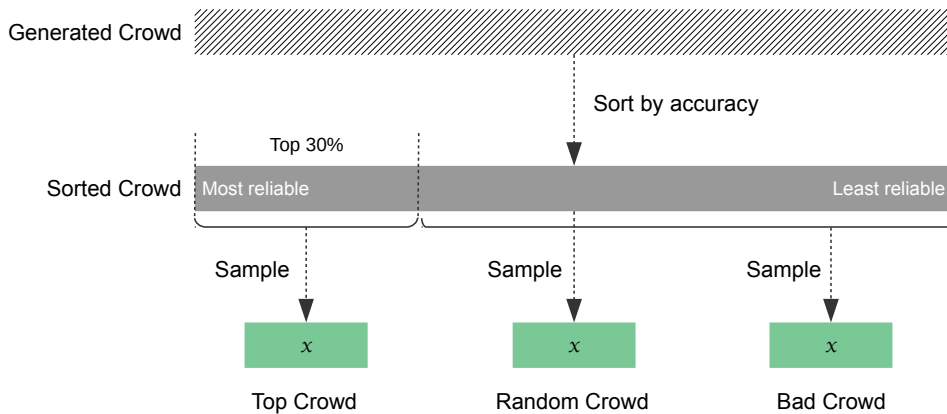 Generated Crowd
Sort by accuracy
Top 30%
Sorted Crowd
Most reliable
Least reliable
Sample
Sample
Sample
x
x
x
Top Crowd
Random Crowd
Bad Crowd